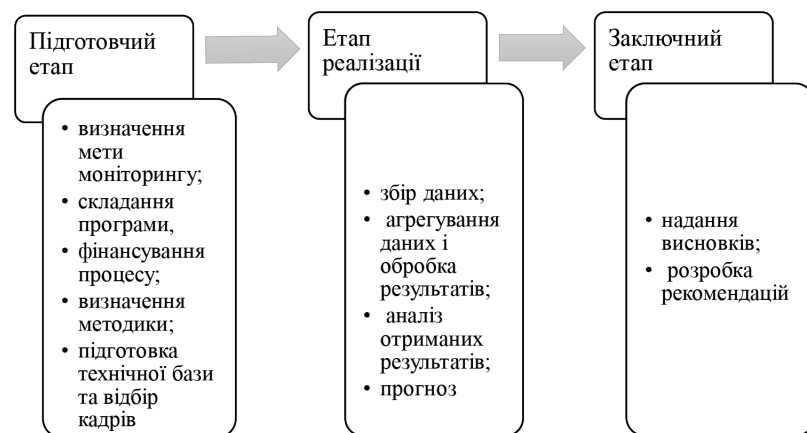 Підготовчий
етап
• визначення
мети
моніторингу;
• складання
програми,
• фінансування
процесу;
• визначення
методики;
• підготовка
технічної бази
та відбір
кадрів
Етап
реалізації
• збір даних;
• агрегування
даних і
обробка
результатів;
• аналіз
отриманих
результатів;
• прогноз
Заключний
етап
• надання
висновків;
• розробка
рекомендацій